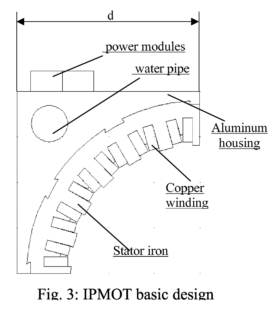 d
power modules
water pipe
Aluminum
housing
Copper
winding
Stator iron
Fig. 3: IPMOT basic design